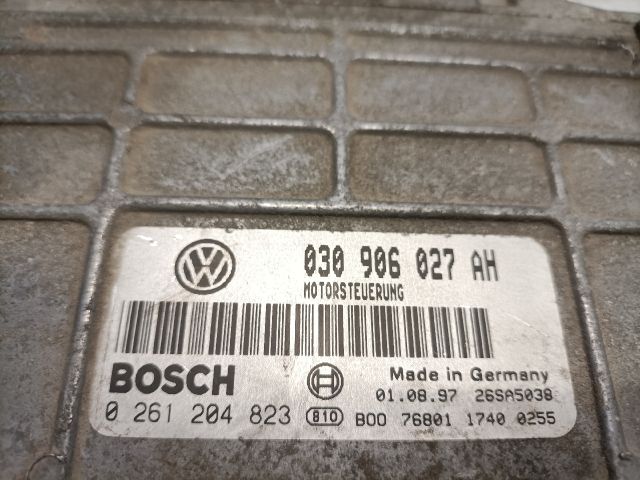 VW
030 906 027 AH
MOTORSTEUERUNG
BOSCH
Made in Germany
01.08.97 26SA5038
0 261 204 823 810 B00 76801 1740 0255